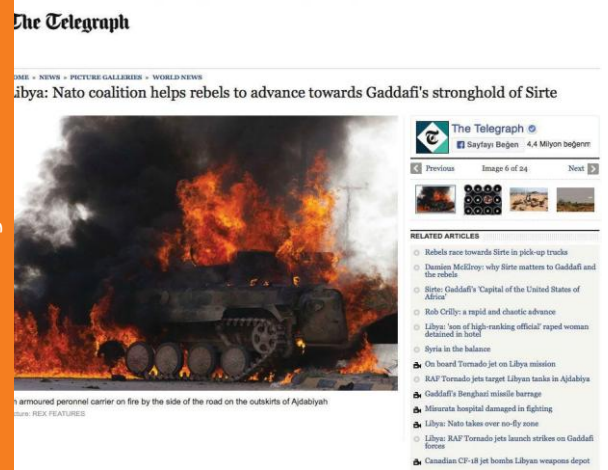 The Telegraph
OME » NEWS » PICTURE GALLERIES » WORLD NEWS
ibya: Nato coalition helps rebels to advance towards Gaddafi's stronghold of Sirte
The Telegraph
Sayfayı Beğen 4,4 Milyon beğenm
Previous Image 6 of 24 Next
RELATED ARTICLES
Rebels race towards Sirte in pick-up trucks
Damien McElroy: why Sirte matters to Gaddafi and
the rebels
Sirte: Gaddafi's 'Capital of the United States of
Africa'
Rob Crilly: a rapid and chaotic advance
Libya: 'son of high-ranking official' raped woman
detained in hotel
Syria in the balance
On board Tornado jet on Libya mission
RAF Tornado jets target Libyan tanks in Ajdabiya
Gaddafi's Benghazi missile barrage
Misurata hospital damaged in fighting
Libya: Nato takes over no-fly zone
Libya: RAF Tornado jets launch strikes on Gaddafi
forces
Canadian CF-18 jet bombs Libyan weapons depot
n armoured peronnel carrier on fire by the side of the road on the outskirts of Ajdabiyah
cture: REX FEATURES